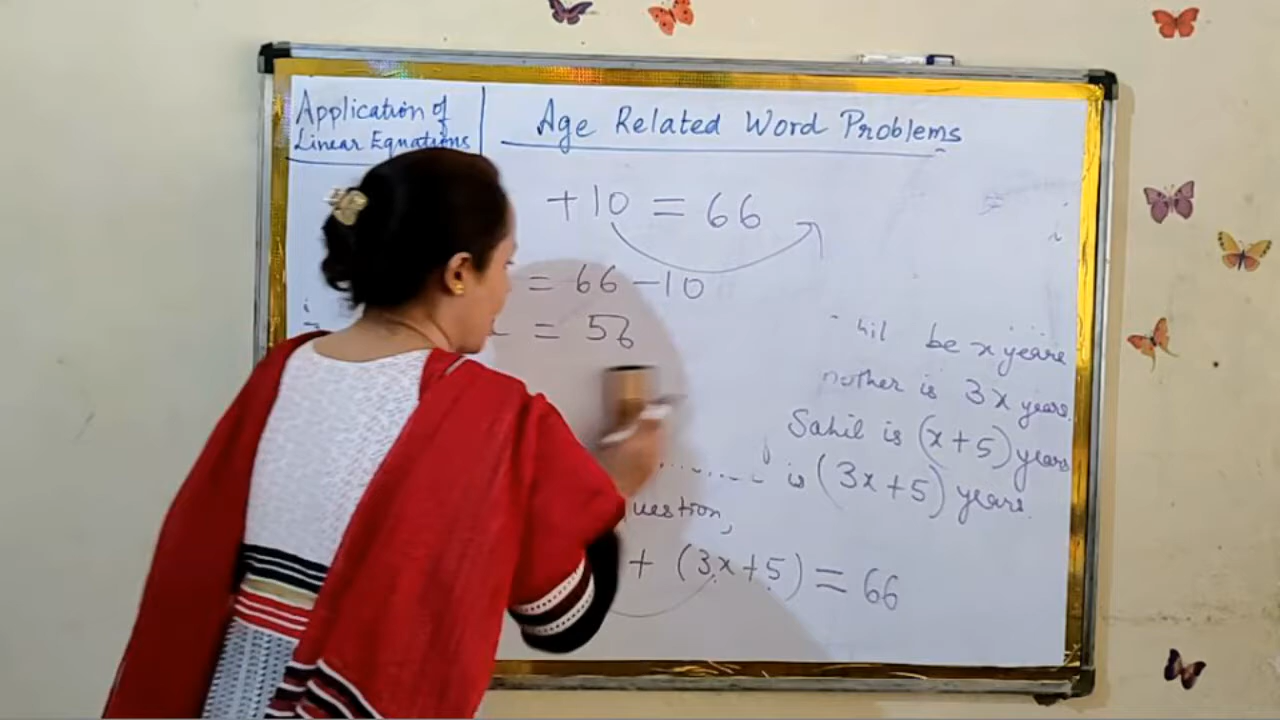 Application of
Linear Equations
Age Related Word Problems
+10 = 66
= 66-10
= 56
hil be x years
mother is 3x years.
Sahil is (x+5) years
is (3x+5) years.
uestion,
+ (3x+5) = 66